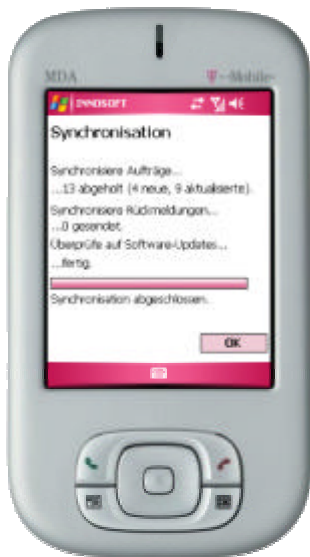 MDA T··Mobile·
INNOSOFT
Synchronisation
Synchronisiere Aufträge...
...13 abgeholt (4 neue, 9 aktualisierte).
Synchronisiere Rückmeldungen...
...0 gesendet.
Überprüfe auf Software-Updates...
...fertig.
Synchronisation abgeschlossen.
OK